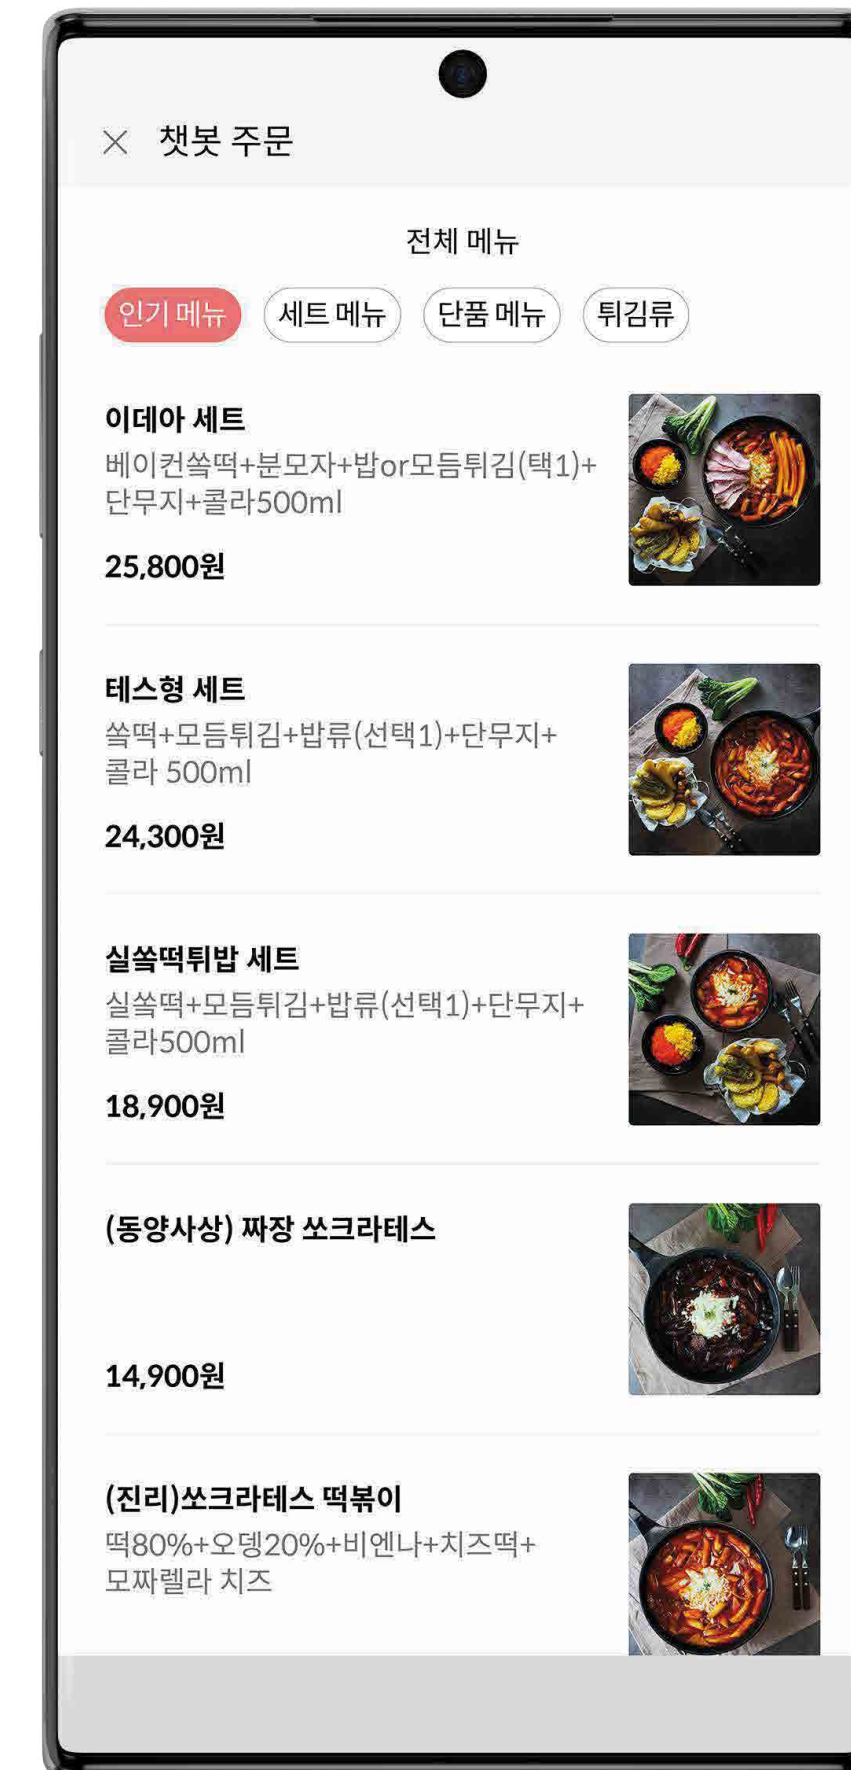 챗봇 주문
전체 메뉴
인기 메뉴
세트 메뉴
단품 메뉴
튀김류
이데아 세트
베이컨쏰떡+분모자+밥or모듬튀김(택1)+
단무지+콜라500ml
25,800원
테스형 세트
쏰떡+모듬튀김+밥류(선택1)+단무지+
콜라 500ml
24,300원
실쏰떡튀밥 세트
실쏰떡+모듬튀김+밥류(선택1)+단무지+
콜라500ml
18,900원
(동양사상) 짜장 쏘크라테스
14,900원
(진리)쏘크라테스 떡볶이
떡80%+오뎅20%+비엔나+치즈떡+
모짜렐라 치즈